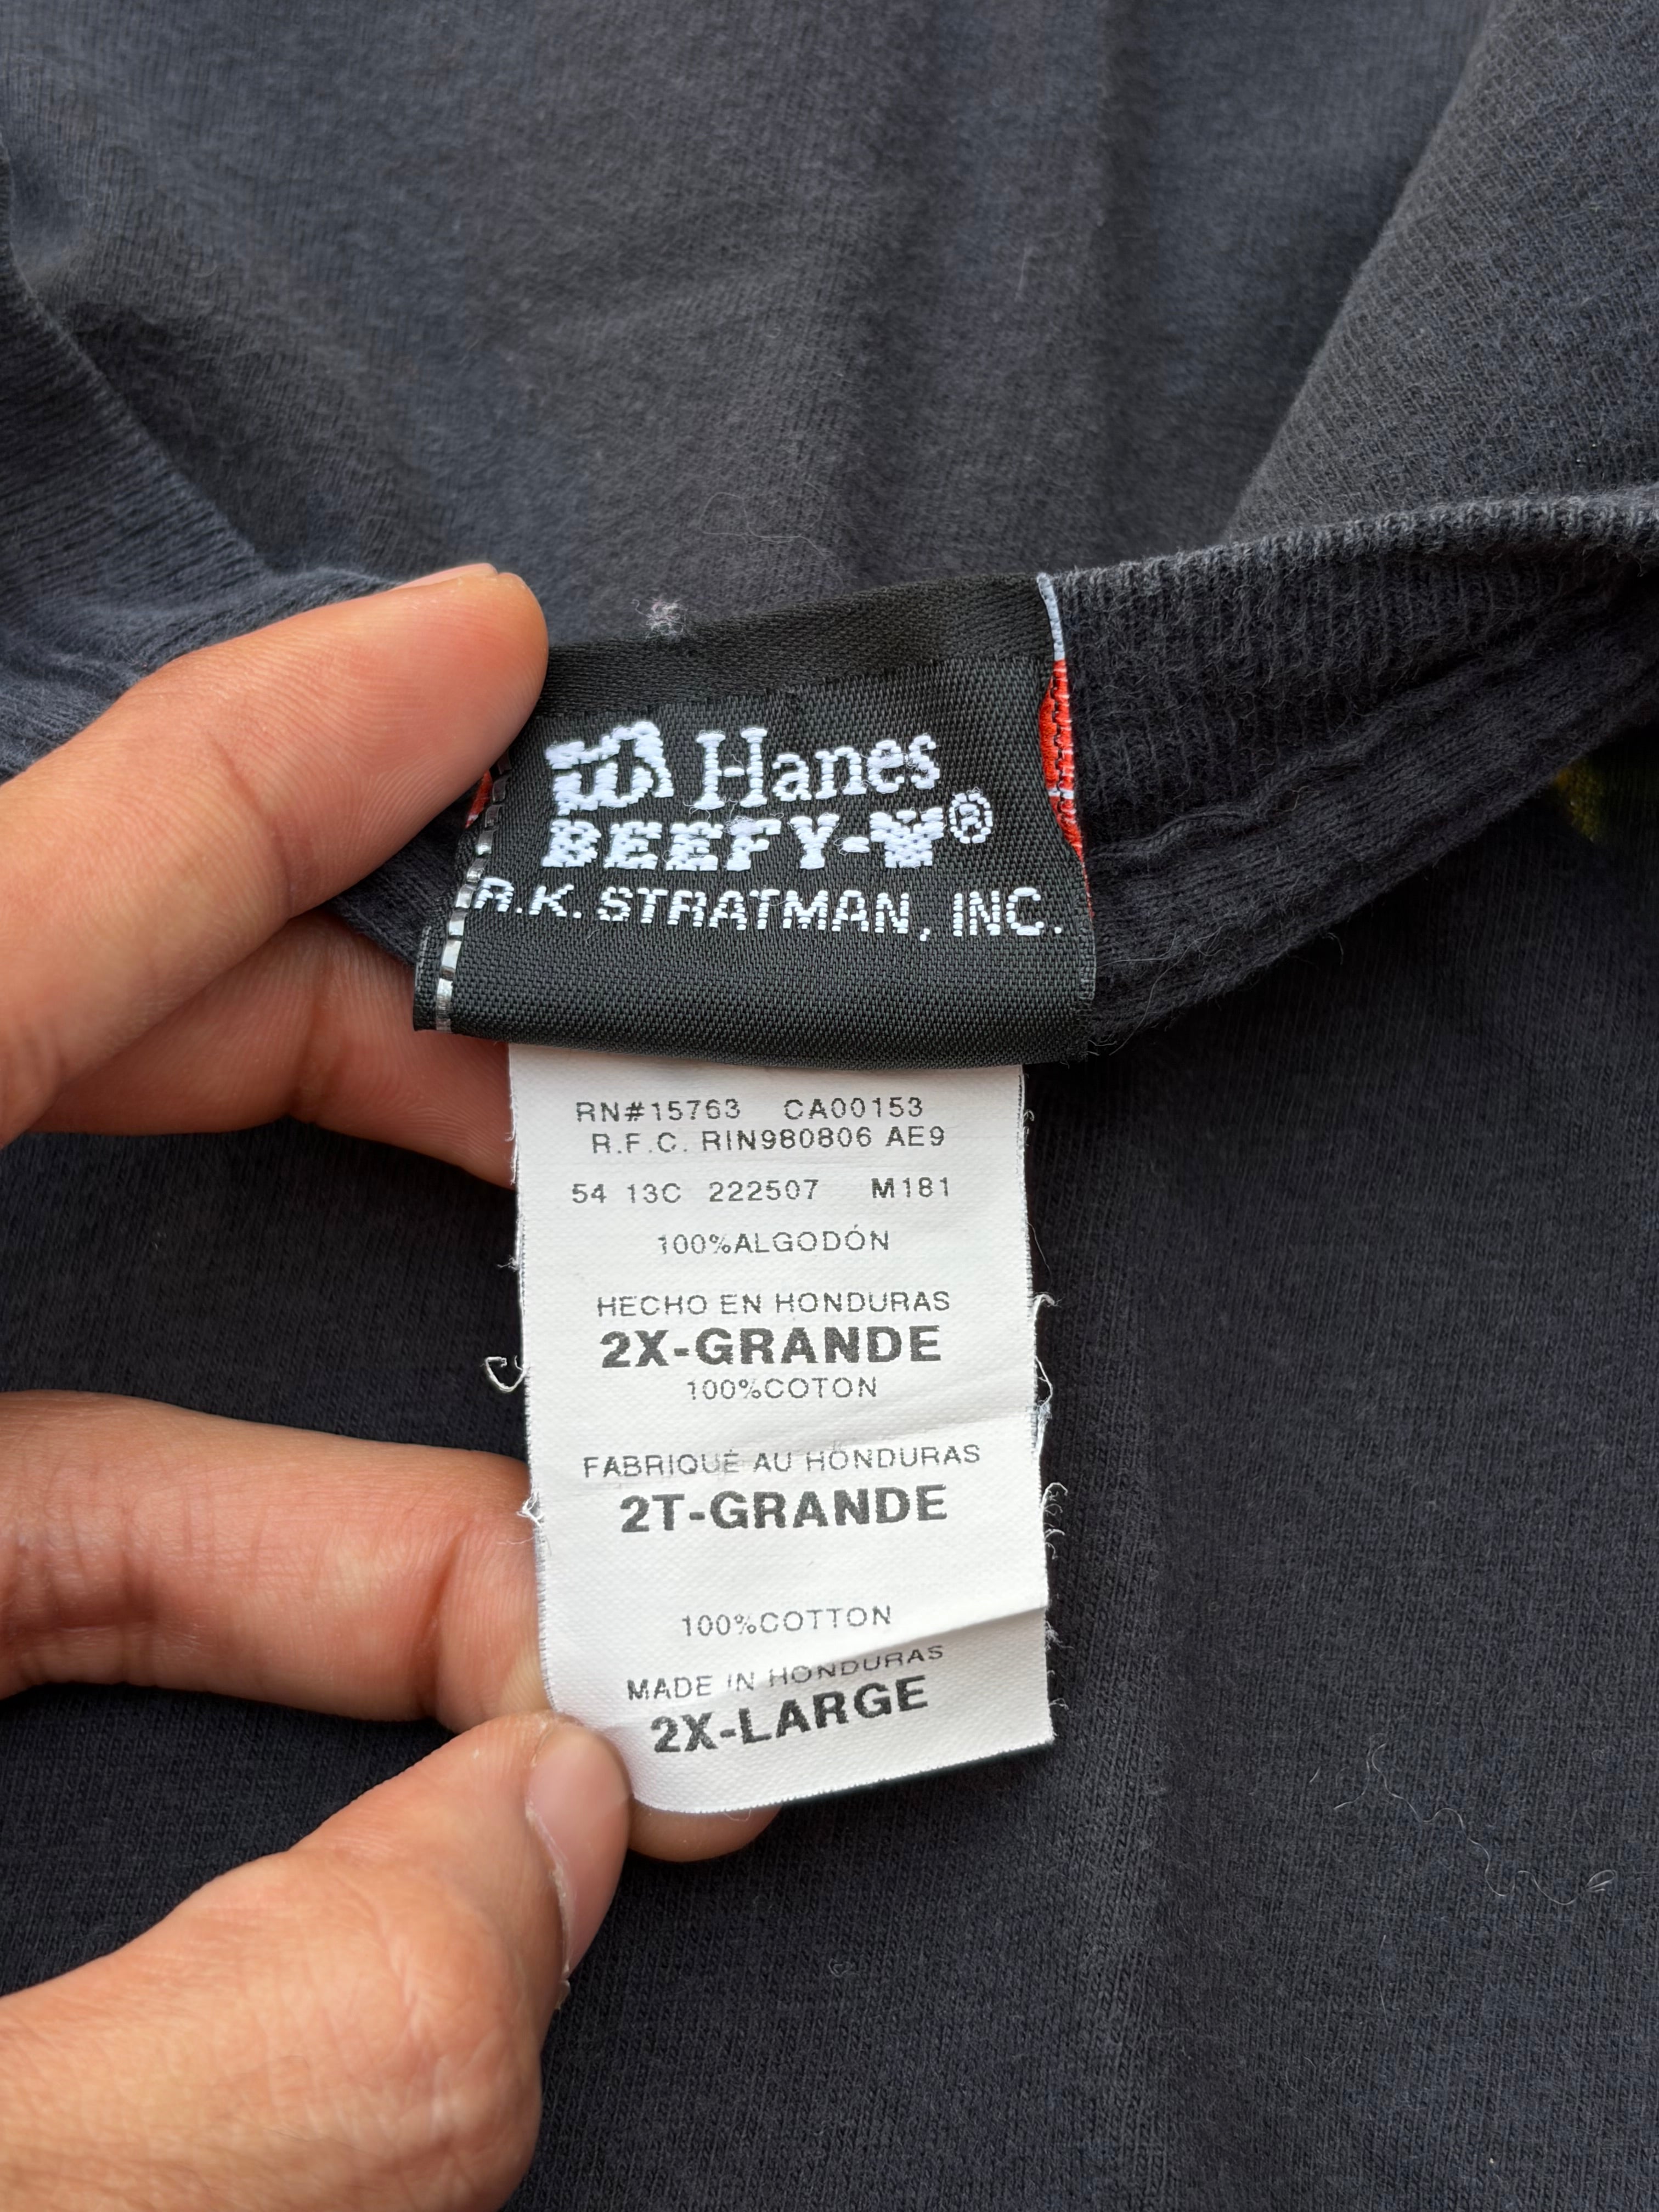 Hanes
BEEFY-T®
R.K. STRATMAN, INC.
RN#15763 CA00153
R.F.C. RIN980806 AE9
54 13C 222507 M181
100%ALGODÓN
HECHO EN HONDURAS
2X-GRANDE
100%COTON
FABRIQUÉ AU HONDURAS
2T-GRANDE
100%COTTON
MADE IN HONDURAS
2X-LARGE